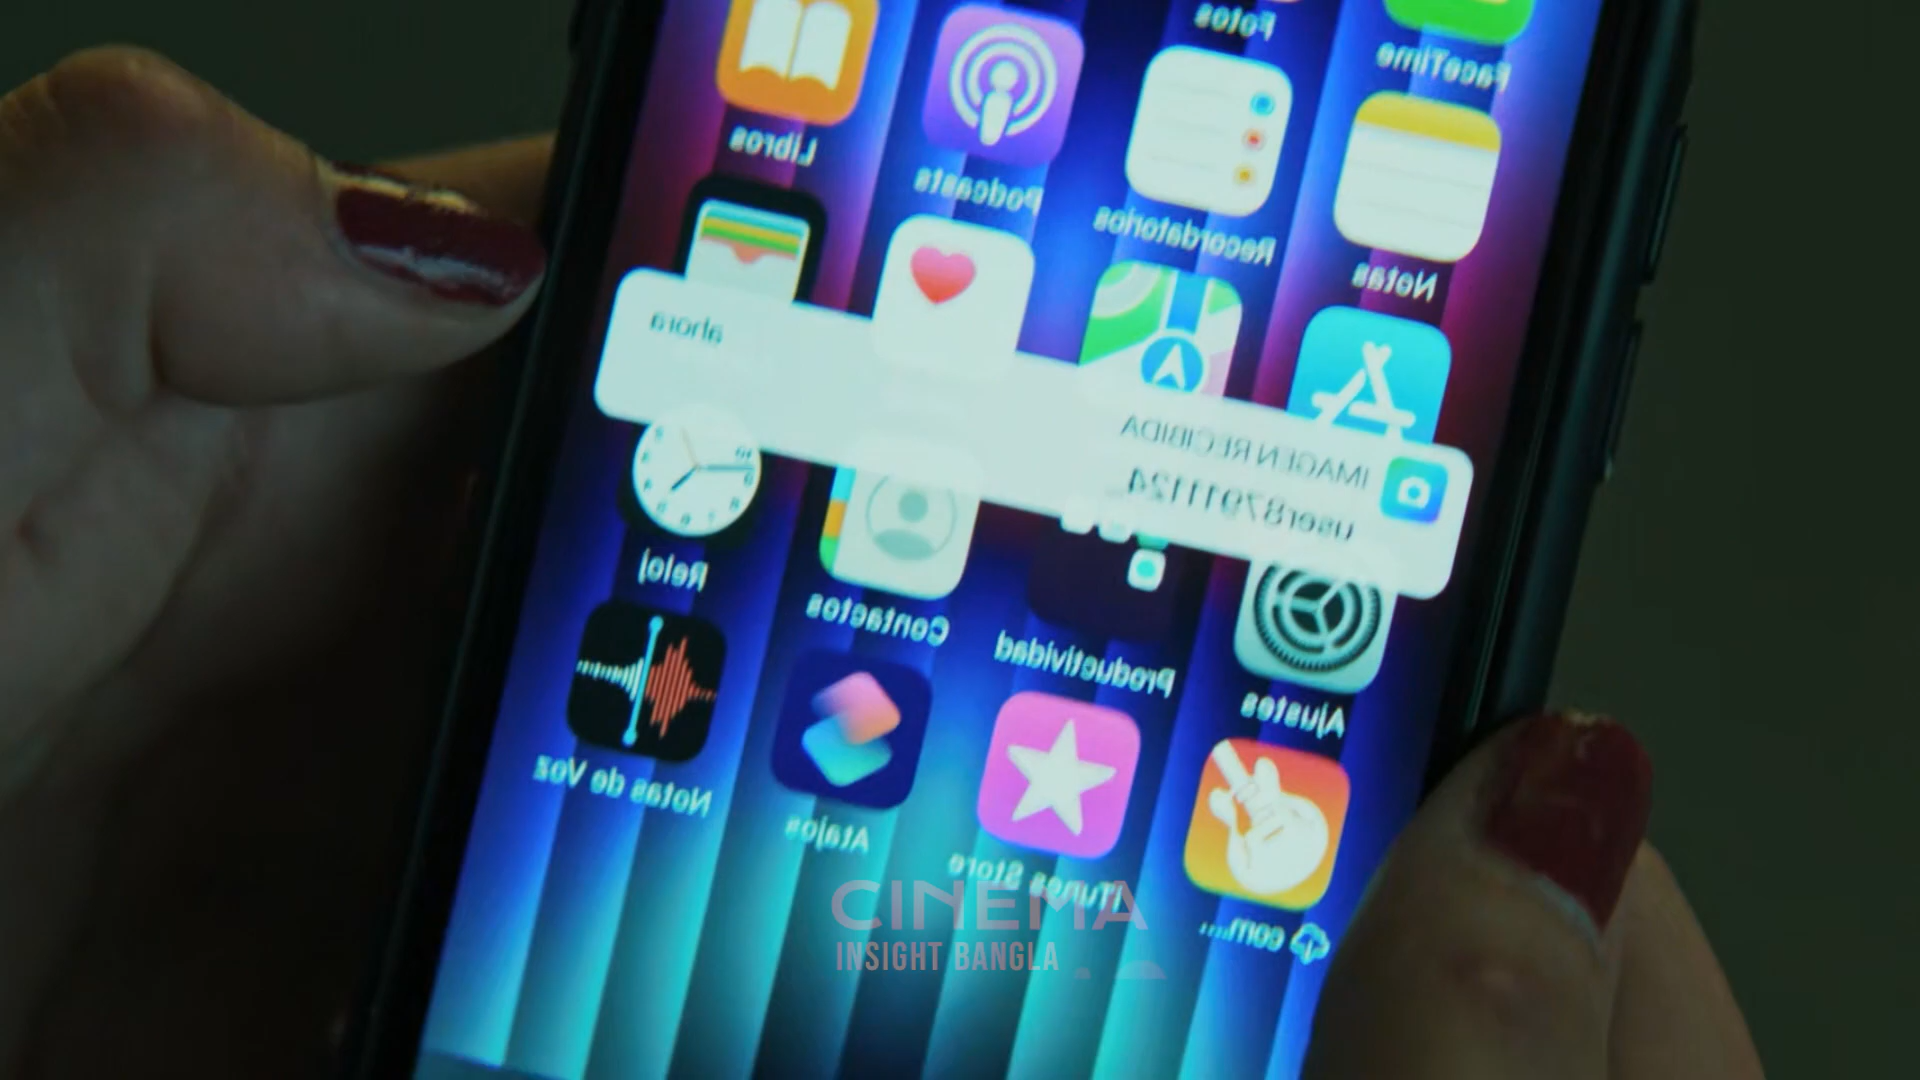 Fotos
FaceTime
Libros
Podcasts
Recordatorios
Notas
ahora
IMAGEN RECIBIDA
user87911124
Reloj
Contactos
Productividad
Ajustes
Notas de Voz
Atajos
iTunes Store
CINEMA
INSIGHT BANGLA